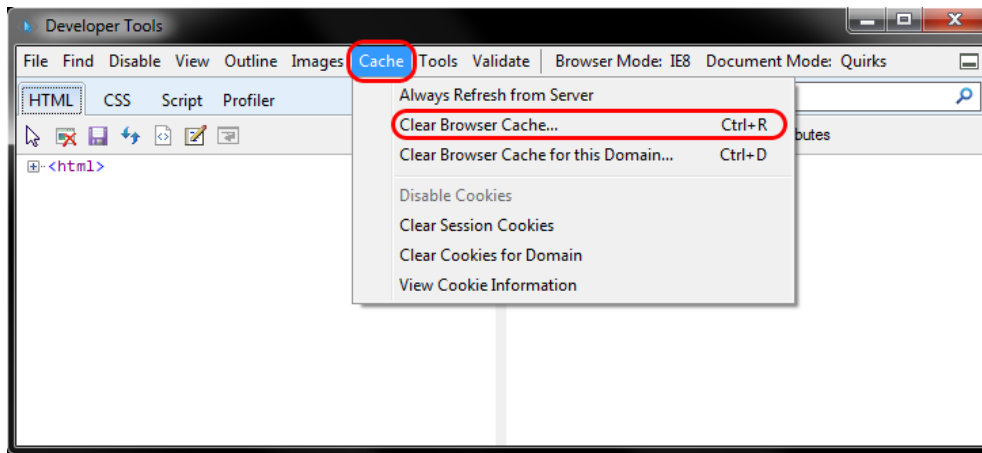 Developer Tools
File Find Disable View Outline Images Cache Tools Validate Browser Mode: IE8 Document Mode: Quirks
HTML CSS Script Profiler
Always Refresh from Server
Clear Browser Cache... Ctrl+R
Clear Browser Cache for this Domain... Ctrl+D
Disable Cookies
Clear Session Cookies
Clear Cookies for Domain
View Cookie Information
butes
<html>